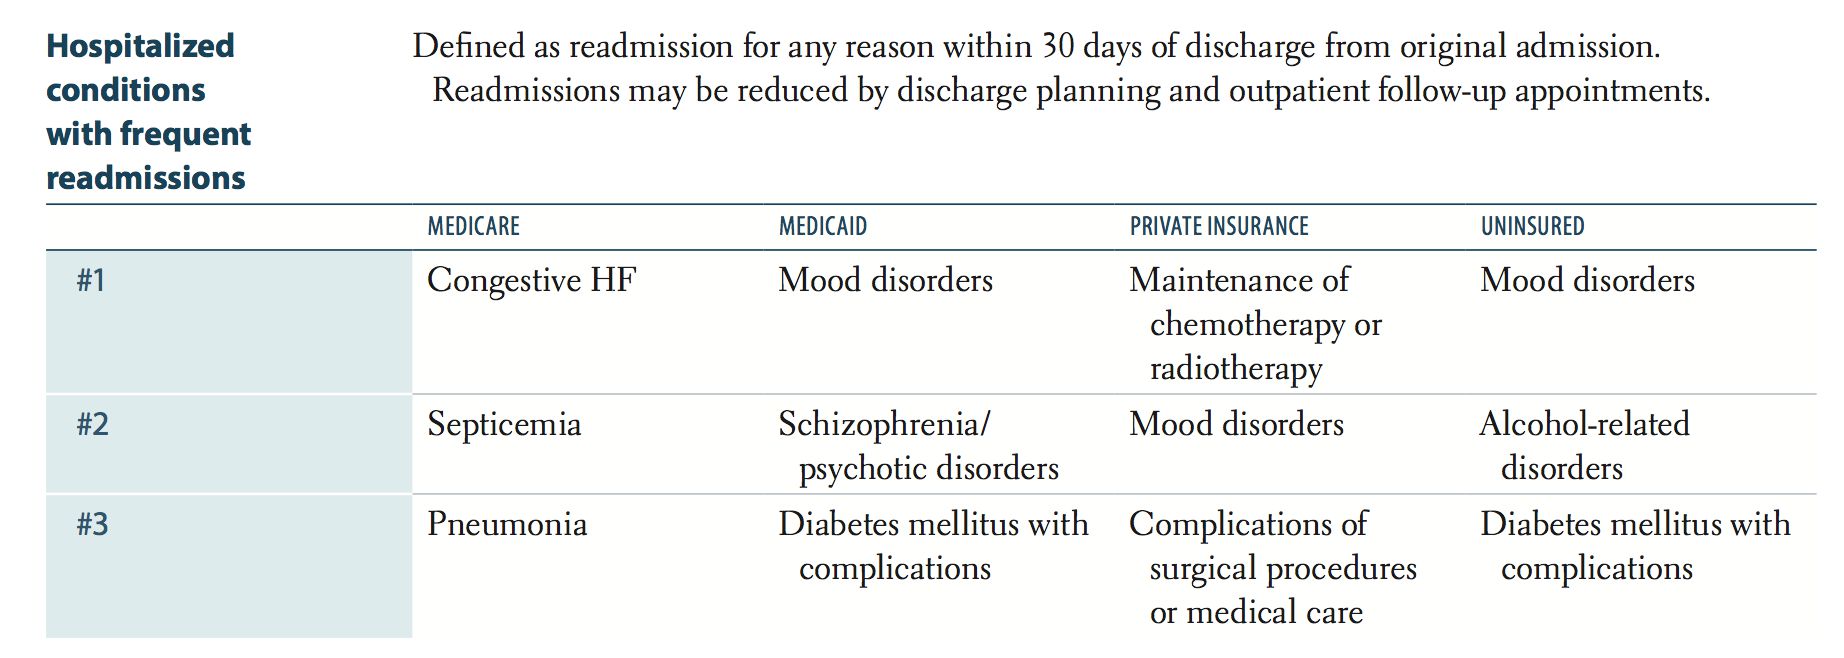 Hospitalized
conditions
with frequent
readmissions
Defined as readmission for any reason within 30 days of discharge from original admission.
Readmissions may be reduced by discharge planning and outpatient follow-up appointments.
MEDICARE MEDICAID PRIVATE INSURANCE UNINSURED
#1 Congestive HF Mood disorders Maintenance of Mood disorders
chemotherapy or
radiotherapy
#2 Septicemia Schizophrenia/ Mood disorders Alcohol-related
psychotic disorders disorders
#3 Pneumonia Diabetes mellitus with Complications of Diabetes mellitus with
complications surgical procedures complications
or medical care